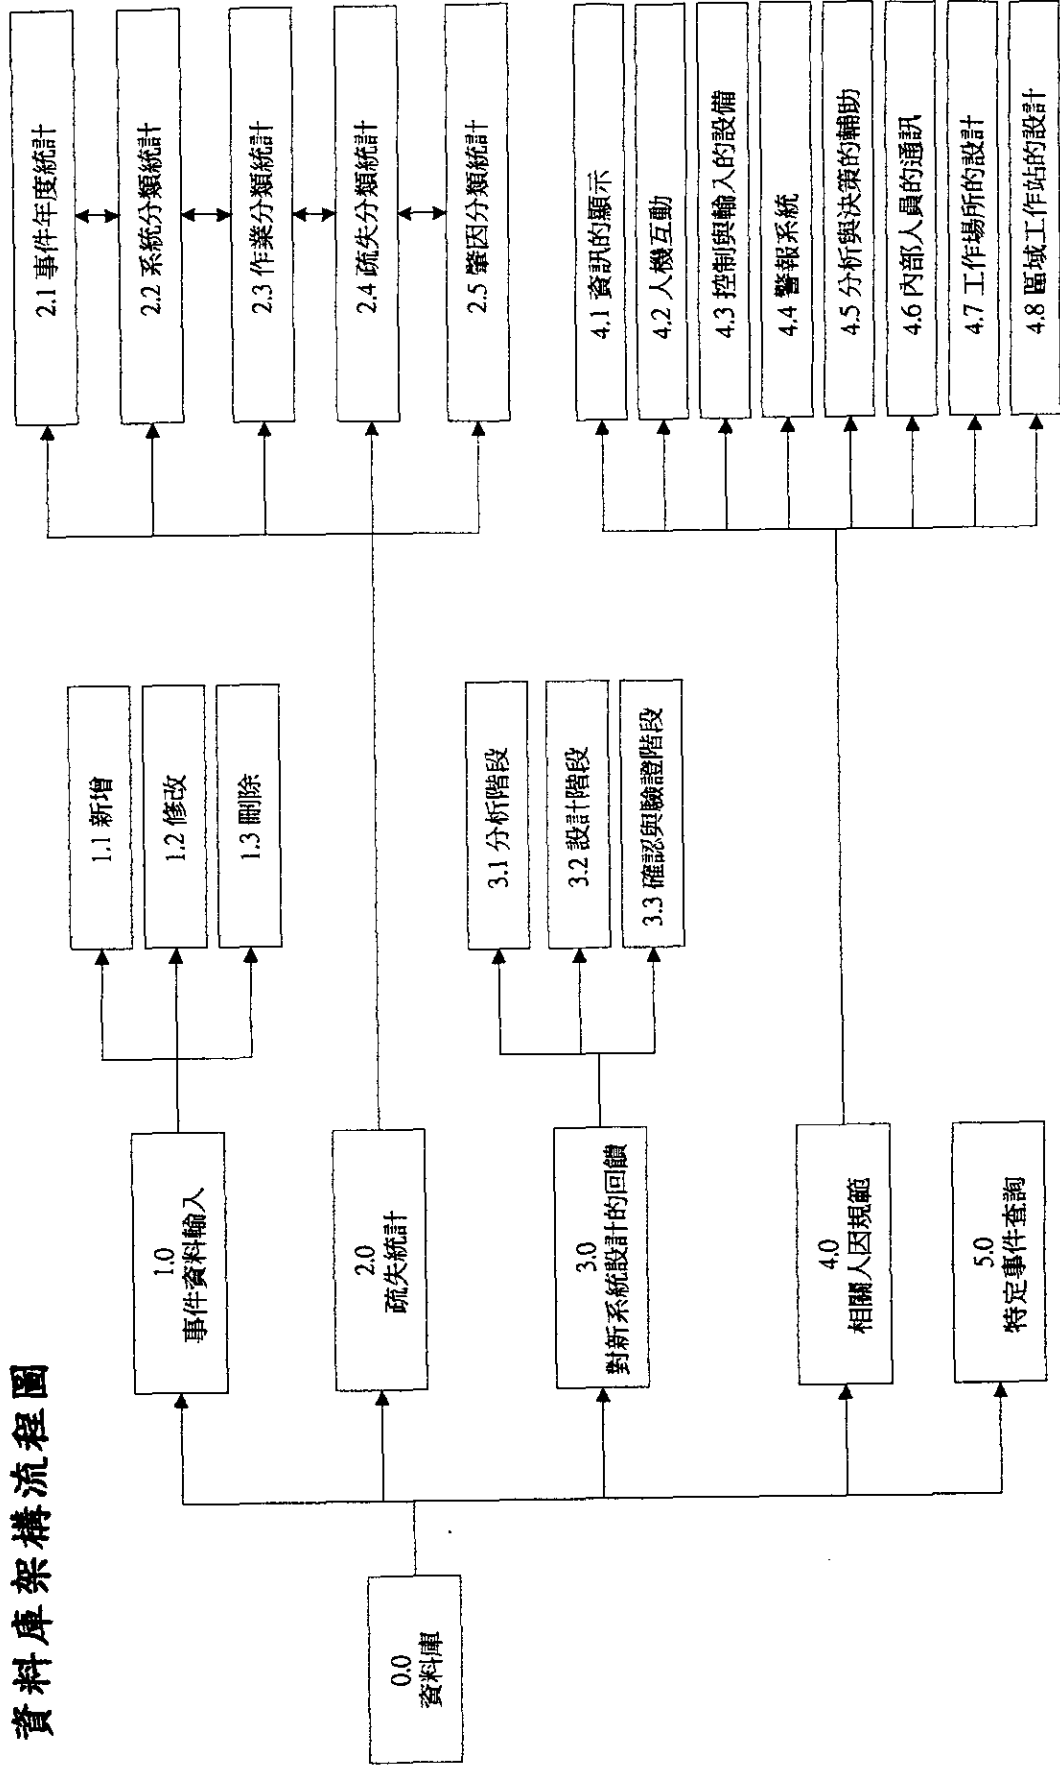 資料庫架構流程圖
0.0
資料庫
1.0
事件資料輸入
1.1 新增
1.2 修改
1.3 刪除
2.0
疏失統計
2.1 事件年度統計
2.2 系統分類統計
2.3 作業分類統計
2.4 疏失分類統計
2.5 肇因分類統計
3.0
對新系統設計的回饋
3.1 分析階段
3.2 設計階段
3.3 確認與驗證階段
4.0
相關人因規範
4.1 資訊的顯示
4.2 人機互動
4.3 控制與輸入的設備
4.4 警報系統
4.5 分析與決策的輔助
4.6 內部人員的通訊
4.7 工作場所的設計
4.8 區域工作站的設計
5.0
特定事件查詢